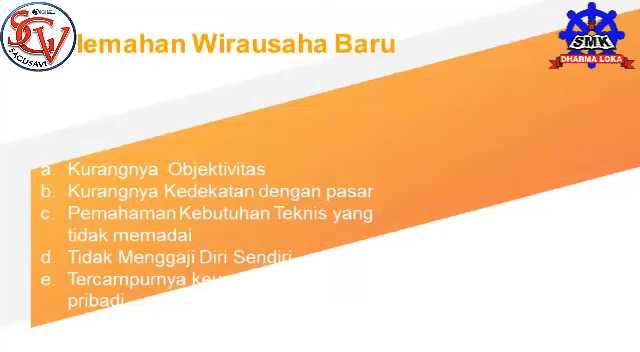 SCV
SACUSAVI
lemahan Wirausaha Baru
SMK
DHARMA LOKA
a. Kurangnya Objektivitas
b. Kurangnya Kedekatan dengan pasar
c. Pemahaman Kebutuhan Teknis yang
tidak memadai
d. Tidak Menggaji Diri Sendiri
e. Tercampurnya
pribadi